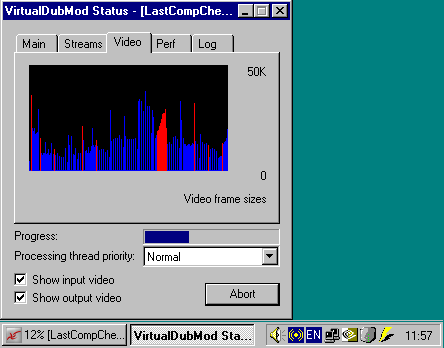 VirtualDubMod Status - [LastCompChe...
Main Streams Video Perf Log
50K
0
Video frame sizes
Progress:
Processing thread priority: Normal
Show input video
Show output video
Abort
12% [LastCompChe... VirtualDubMod Sta... EN 11:57